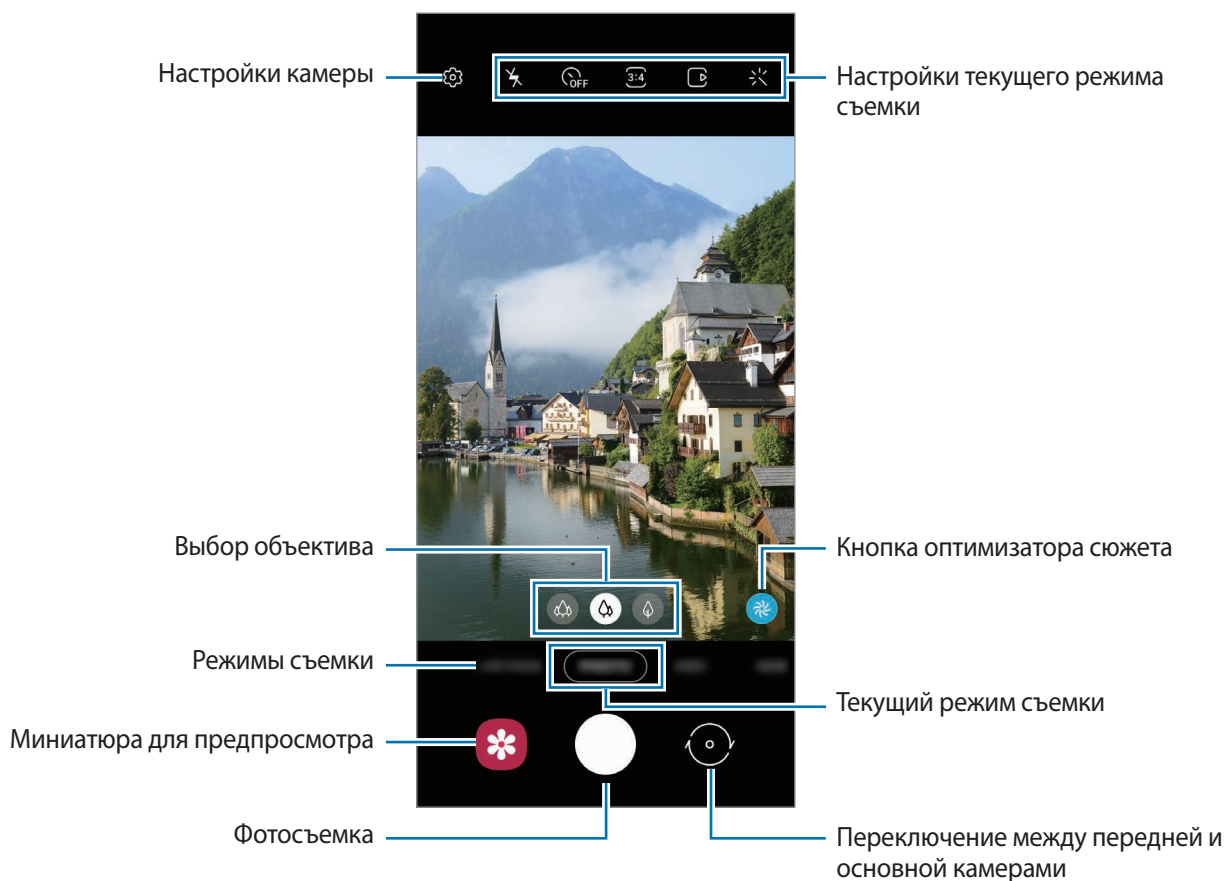 Настройки камеры
OFF
3:4
Настройки текущего режима
съемки
Выбор объектива
Кнопка оптимизатора сюжета
Режимы съемки
Текущий режим съемки
Миниатюра для предпросмотра
Фотосъемка
Переключение между передней и
основной камерами